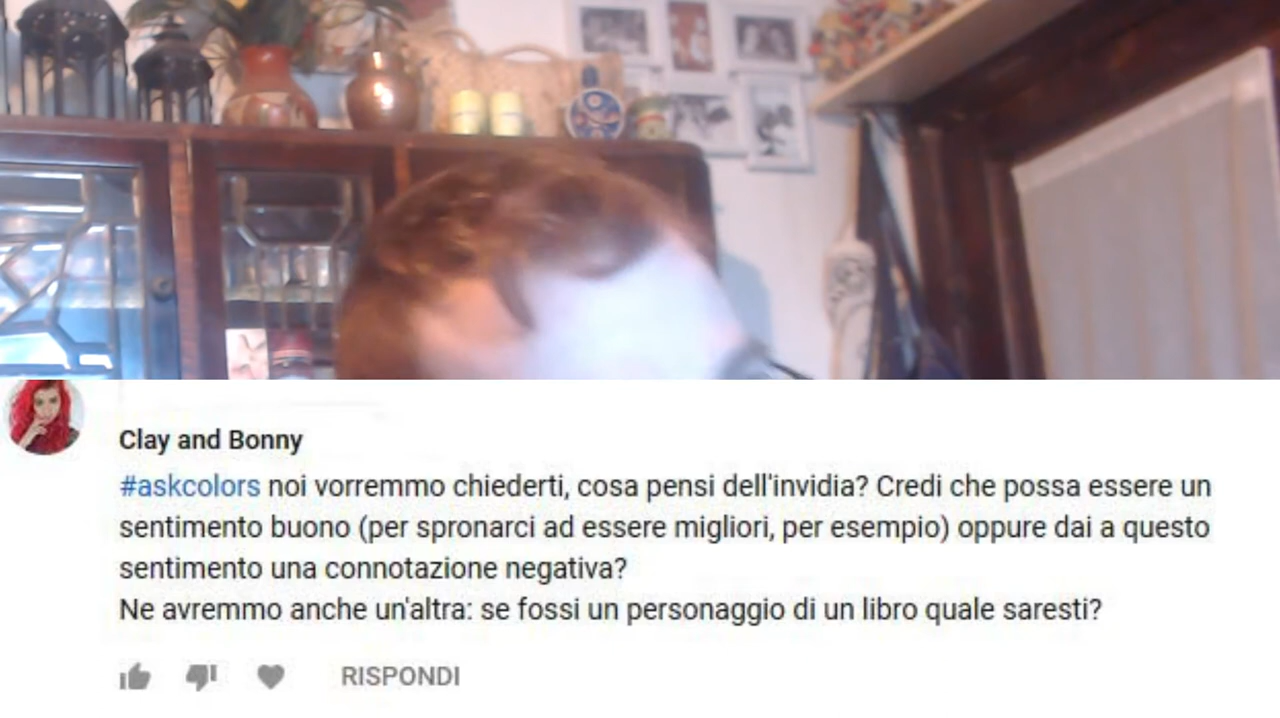 Clay and Bonny
#askcolors noi vorremmo chiederti, cosa pensi dell'invidia? Credi che possa essere un
sentimento buono (per spronarci ad essere migliori, per esempio) oppure dai a questo
sentimento una connotazione negativa?
Ne avremmo anche un'altra: se fossi un personaggio di un libro quale saresti?
RISPONDI